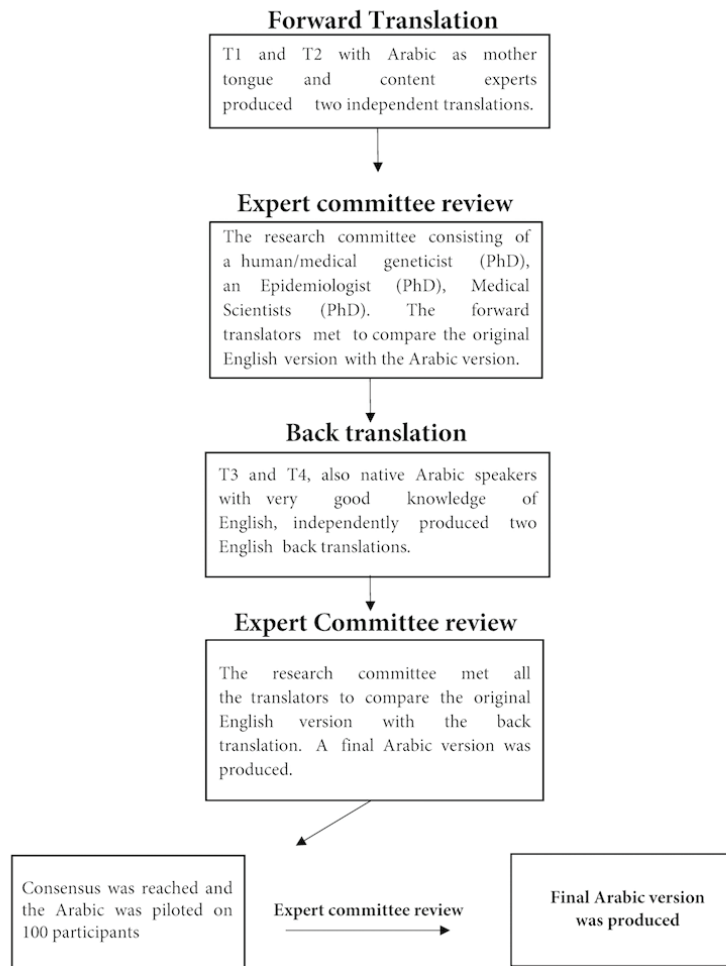 Forward Translation
T1 and T2 with Arabic as mother
tongue and content experts
produced two independent translations.
Expert committee review
The research committee consisting of
a human/medical geneticist (PhD),
an Epidemiologist (PhD), Medical
Scientists (PhD). The forward
translators met to compare the original
English version with the Arabic version.
Back translation
T3 and T4, also native Arabic speakers
with very good knowledge of
English, independently produced two
English back translations.
Expert Committee review
The research committee met all
the translators to compare the original
English version with the back
translation. A final Arabic version was
produced.
Consensus was reached and
the Arabic was piloted on
100 participants
Expert committee review
Final Arabic version
was produced